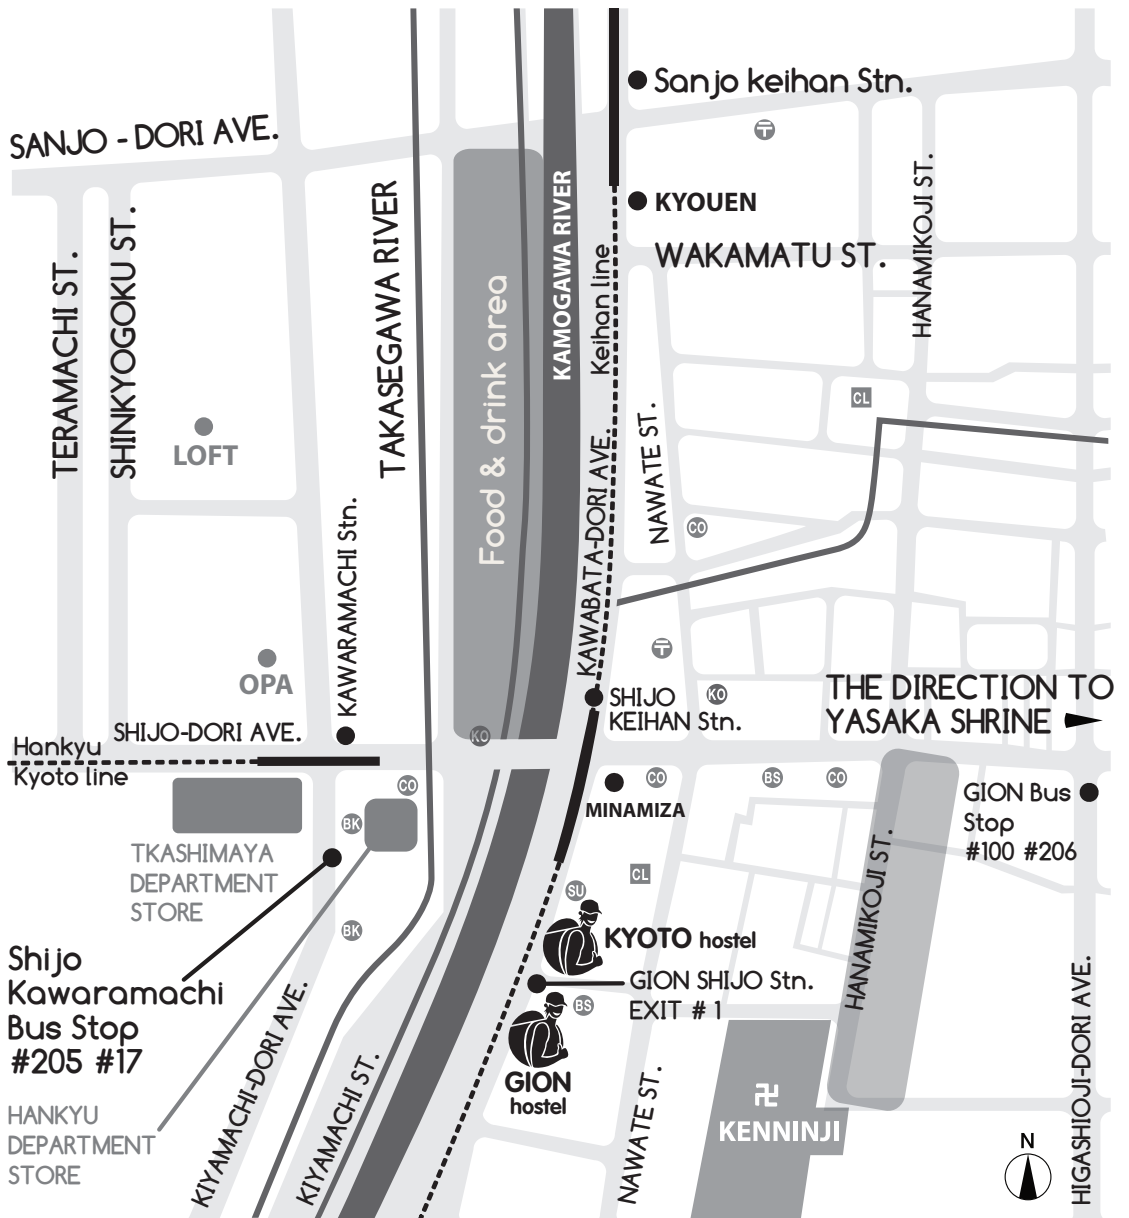 Sanjo keihan Stn.
SANJO - DORI AVE.
〒
KYOUEN
WAKAMATU ST.
HANAMIKOJI ST.
TERAMACHI ST.
SHINKYOGOKU ST.
TAKASEGAWA RIVER
Food & drink area
KAMOGAWA RIVER
Keihan line
CL
LOFT
NAWATE ST.
KAWABATA-DORI AVE.
KAWARAMACHI Stn.
CO
〒
OPA
SHIJO
KEIHAN Stn.
KO
THE DIRECTION TO
YASAKA SHRINE
SHIJO-DORI AVE.
KO
Hankyu
Kyoto line
CO
CO
BS
CO
MINAMIZA
GION Bus
Stop
#100 #206
BK
TKASHIMAYA
DEPARTMENT
STORE
CL
SU
HANAMIKOJI ST.
BK
KYOTO hostel
Shijo
Kawaramachi
Bus Stop
#205 #17
GION SHIJO Stn.
EXIT # 1
BS
GION
hostel
KIYAMACHI-DORI AVE.
KIYAMACHI ST.
NAWATE ST.
卍
KENNINJI
HIGASHIOJI-DORI AVE.
HANKYU
DEPARTMENT
STORE
N